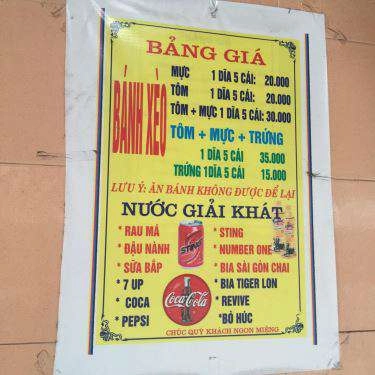 BẢNG GIÁ
BÁNH XÈO
MỰC 1 DĨA 5 CÁI: 20.000
TÔM 1 DĨA 5 CÁI: 20.000
TÔM + MỰC 1 DĨA 5 CÁI: 30.000
TÔM + MỰC + TRỨNG
1 DĨA 5 CÁI 35.000
TRỨNG 1 DĨA 5 CÁI 15.000
LƯU Ý: ĂN BÁNH KHÔNG ĐƯỢC ĐỂ LẠI
NƯỚC GIẢI KHÁT
* RAU MÁ
* ĐẬU NÀNH
* SỮA BẮP
* 7 UP
* COCA
* PEPSI
STING
Coca-Cola
* STING
* NUMBER ONE
* BIA SÀI GÒN CHAI
* BIA TIGER LON
* REVIVE
*BÒ HÚC
CHÚC QUÝ KHÁCH NGON MIỆNG